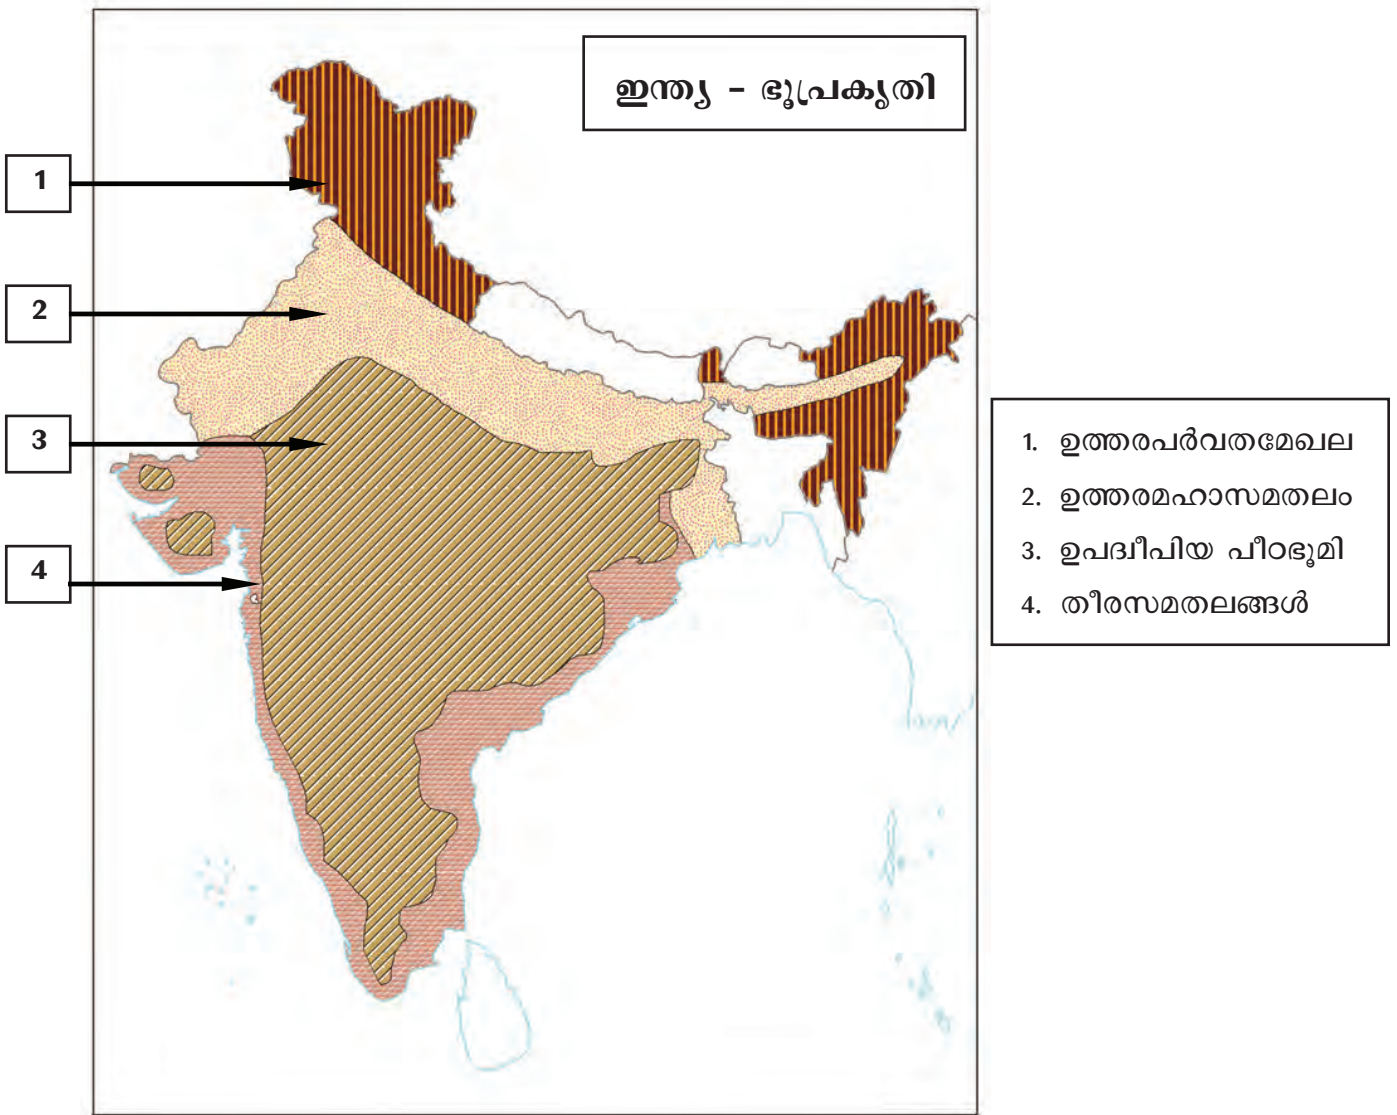 ഇന്ത്യ - ഭൂപ്രകൃതി
1
2
3
4
1. ഉത്തരപർവതമേഖല
2. ഉത്തരമഹാസമതലം
3. ഉപദ്വീപിയ പീഠഭൂമി
4. തീരസമതലങ്ങൾ